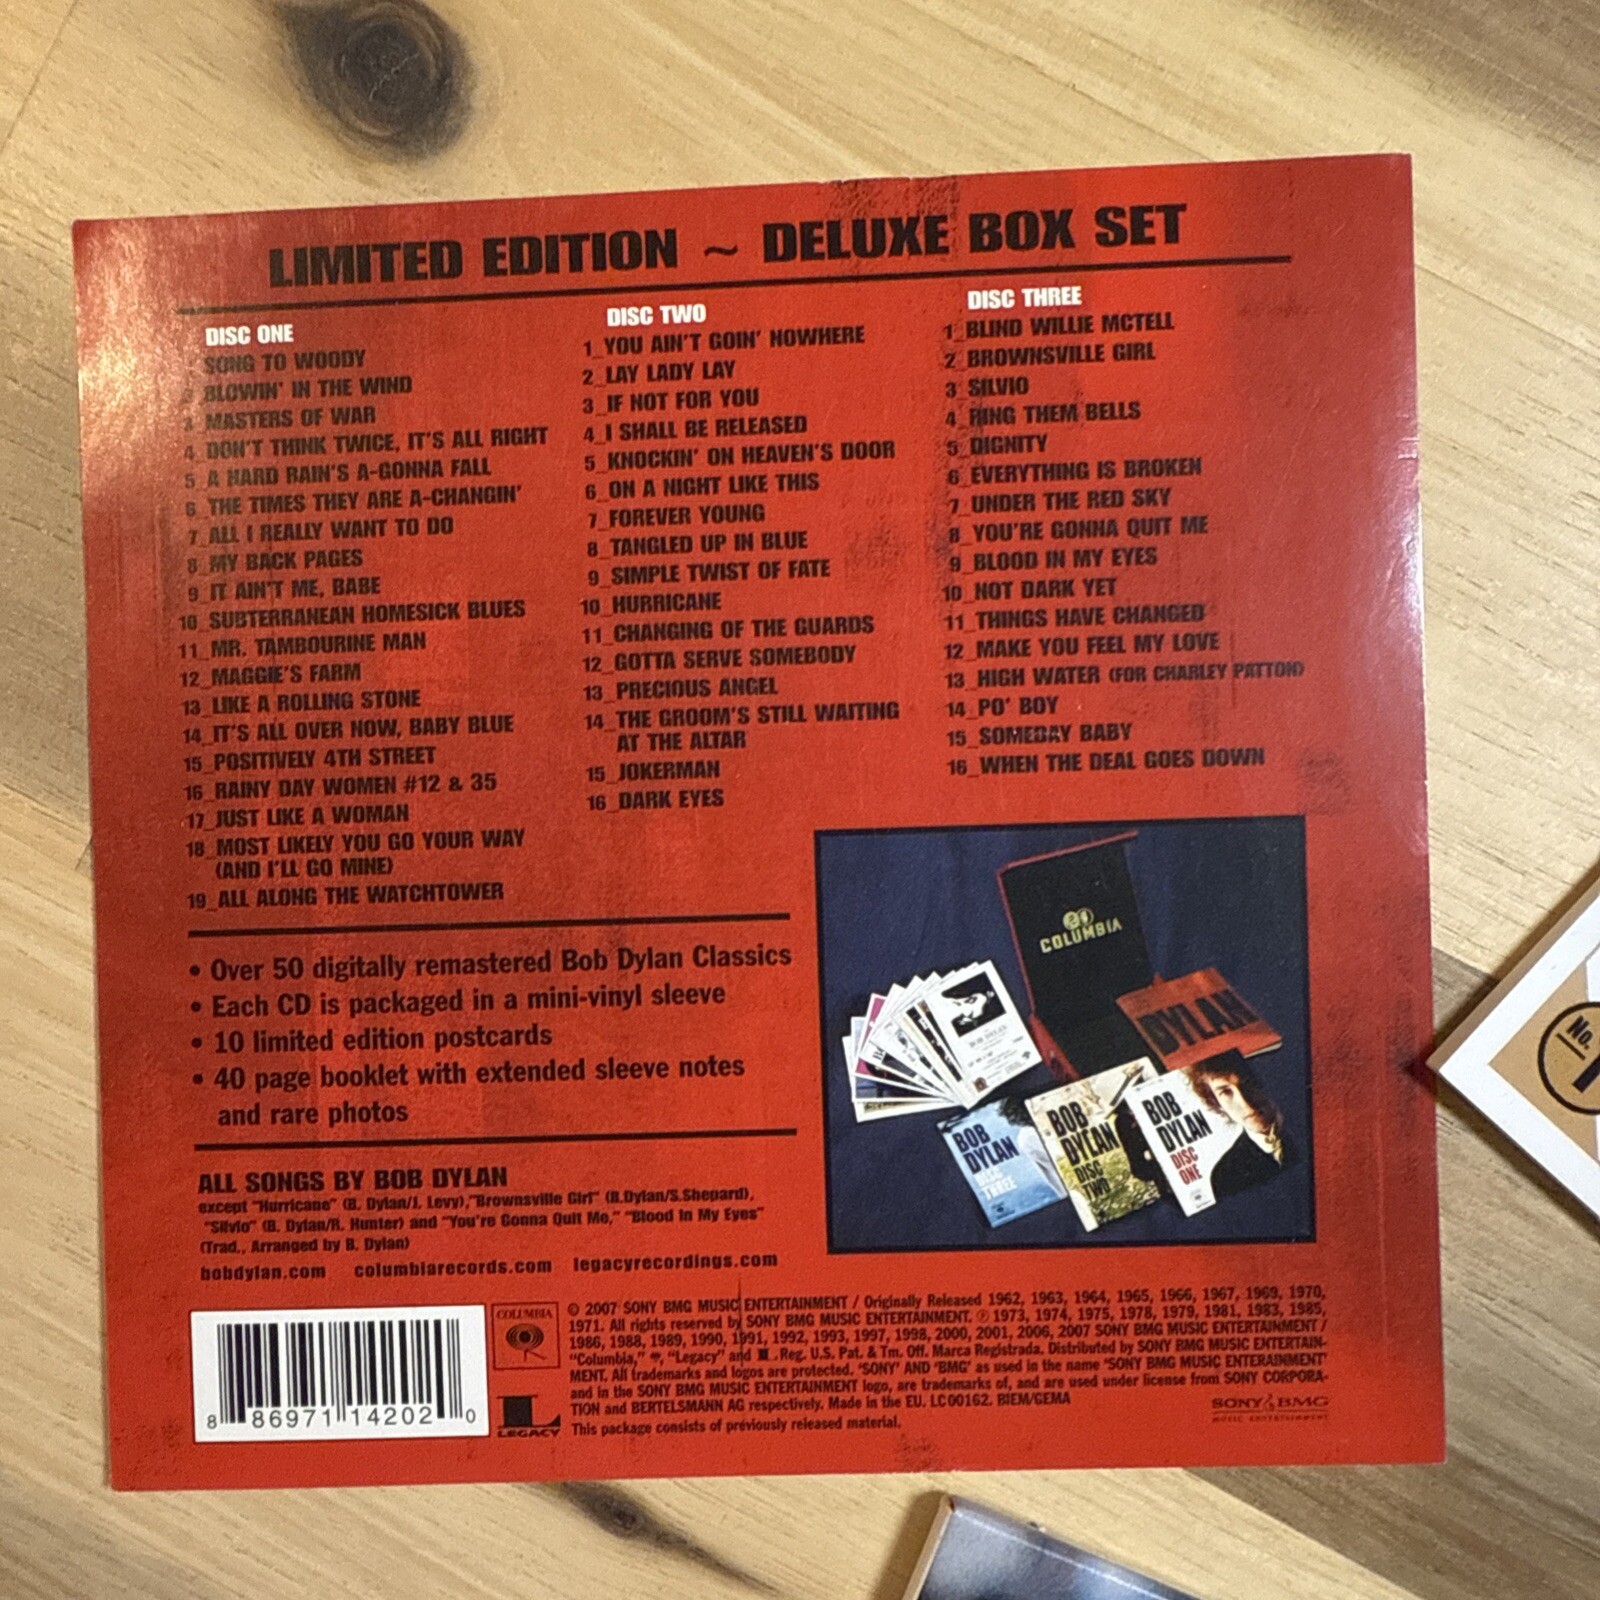 LIMITED EDITION ~ DELUXE BOX SET
DISC ONE
SONG TO WOODY
2_BLOWIN' IN THE WIND
3_MASTERS OF WAR
4_DON'T THINK TWICE, IT'S ALL RIGHT
5_A HARD RAIN'S A-GONNA FALL
6_THE TIMES THEY ARE A-CHANGIN'
7_ALL I REALLY WANT TO DO
8_MY BACK PAGES
9_IT AIN'T ME, BABE
10_SUBTERRANEAN HOMESICK BLUES
11_MR. TAMBOURINE MAN
12_MAGGIE'S FARM
13_LIKE A ROLLING STONE
14_IT'S ALL OVER NOW, BABY BLUE
15_POSITIVELY 4TH STREET
16_RAINY DAY WOMEN #12 & 35
17_JUST LIKE A WOMAN
18_MOST LIKELY YOU GO YOUR WAY
(AND I'LL GO MINE)
19_ALL ALONG THE WATCHTOWER
DISC TWO
1_YOU AIN'T GOIN' NOWHERE
2_LAY LADY LAY
3_IF NOT FOR YOU
4_I SHALL BE RELEASED
5_KNOCKIN' ON HEAVEN'S DOOR
6_ON A NIGHT LIKE THIS
7_FOREVER YOUNG
8_TANGLED UP IN BLUE
9_SIMPLE TWIST OF FATE
10_HURRICANE
11_CHANGING OF THE GUARDS
12_GOTTA SERVE SOMEBODY
13_PRECIOUS ANGEL
14_THE GROOM'S STILL WAITING
AT THE ALTAR
15_JOKERMAN
16_DARK EYES
DISC THREE
1_BLIND WILLIE MCTELL
2_BROWNSVILLE GIRL
3_SILVIO
4_RING THEM BELLS
5_DIGNITY
6_EVERYTHING IS BROKEN
7_UNDER THE RED SKY
8_YOU'RE GONNA QUIT ME
9_BLOOD IN MY EYES
10_NOT DARK YET
11_THINGS HAVE CHANGED
12_MAKE YOU FEEL MY LOVE
13_HIGH WATER (FOR CHARLEY PATTON)
14_PO' BOY
15_SOMEDAY BABY
16_WHEN THE DEAL GOES DOWN
• Over 50 digitally remastered Bob Dylan Classics
• Each CD is packaged in a mini-vinyl sleeve
• 10 limited edition postcards
• 40 page booklet with extended sleeve notes
and rare photos
COLUMBIA
DYLAN
BOB DYLAN
BOB
DYLAN
DISC
THREE
BOB
DYLAN
DISC
TWO
BOB
DYLAN
DISC
ONE
No.
ALL SONGS BY BOB DYLAN
except "Hurricane" (B. Dylan/J. Levy),"Brownsville Girl" (B.Dylan/S.Shepard),
"Silvio" (B. Dylan/R. Hunter) and "You're Gonna Quit Me," "Blood In My Eyes"
(Trad., Arranged by B. Dylan)
bobdylan.com columbiarecords.com legacyrecordings.com
8 86971 14202 0
COLUMBIA
LEGACY
© 2007 SONY BMG MUSIC ENTERTAINMENT / Originally Released 1962, 1963, 1964, 1965, 1966, 1967, 1969, 1970,
1971. All rights reserved by SONY BMG MUSIC ENTERTAINMENT. ℗ 1973, 1974, 1975, 1978, 1979, 1981, 1983, 1985,
1986, 1988, 1989, 1990, 1991, 1992, 1993, 1997, 1998, 2000, 2001, 2006, 2007 SONY BMG MUSIC ENTERTAINMENT /
"Columbia," , "Legacy" and L Reg. U.S. Pat. & Tm. Off. Marca Registrada. Distributed by SONY BMG MUSIC ENTERTAIN-
MENT. All trademarks and logos are protected. 'SONY' AND 'BMG' as used in the name 'SONY BMG MUSIC ENTERAINMENT'
and in the SONY BMG MUSIC ENTERTAINMENT logo, are trademarks of, and are used under license from SONY CORPORA-
TION and BERTELSMANN AG respectively. Made in the EU. LC 00162. BIEM/GEMA
This package consists of previously released material.
SONY BMG
MUSIC ENTERTAINMENT